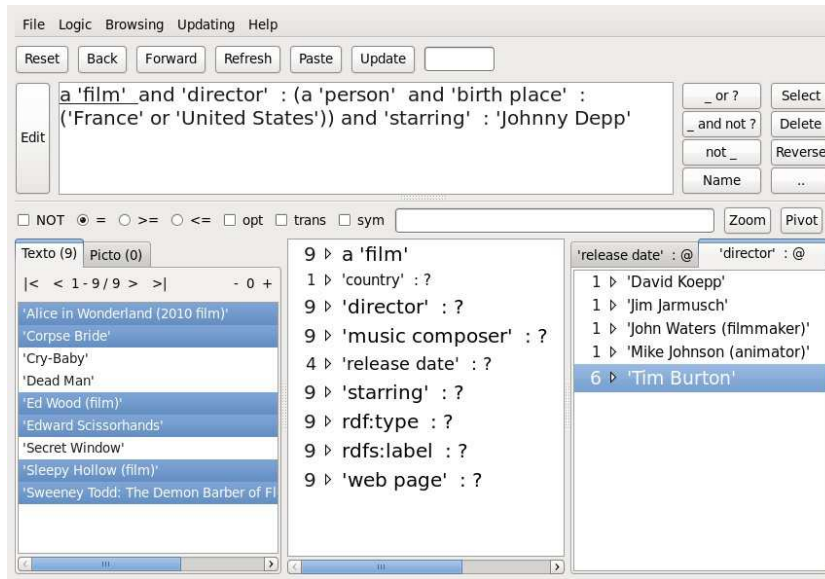 File Logic Browsing Updating Help
Reset Back Forward Refresh Paste Update
Edit
a 'film' and 'director' : (a 'person' and 'birth place' :
('France' or 'United States')) and 'starring' : 'Johnny Depp'
_ or ? Select
_ and not ? Delete
not _ Reverse
Name ..
NOT = >= <= opt trans sym Zoom Pivot
Texto (9) Picto (0)
|< < 1 - 9 / 9 > >| - 0 +
'Alice in Wonderland (2010 film)'
'Corpse Bride'
'Cry-Baby'
'Dead Man'
'Ed Wood (film)'
'Edward Scissorhands'
'Secret Window'
'Sleepy Hollow (film)'
'Sweeney Todd: The Demon Barber of Fl
9 a 'film'
1 'country' : ?
9 'director' : ?
9 'music composer' : ?
4 'release date' : ?
9 'starring' : ?
9 rdf:type : ?
9 rdfs:label : ?
9 'web page' : ?
'release date' : @ 'director' : @
1 'David Koepp'
1 'Jim Jarmusch'
1 'John Waters (filmmaker)'
1 'Mike Johnson (animator)'
6 'Tim Burton'